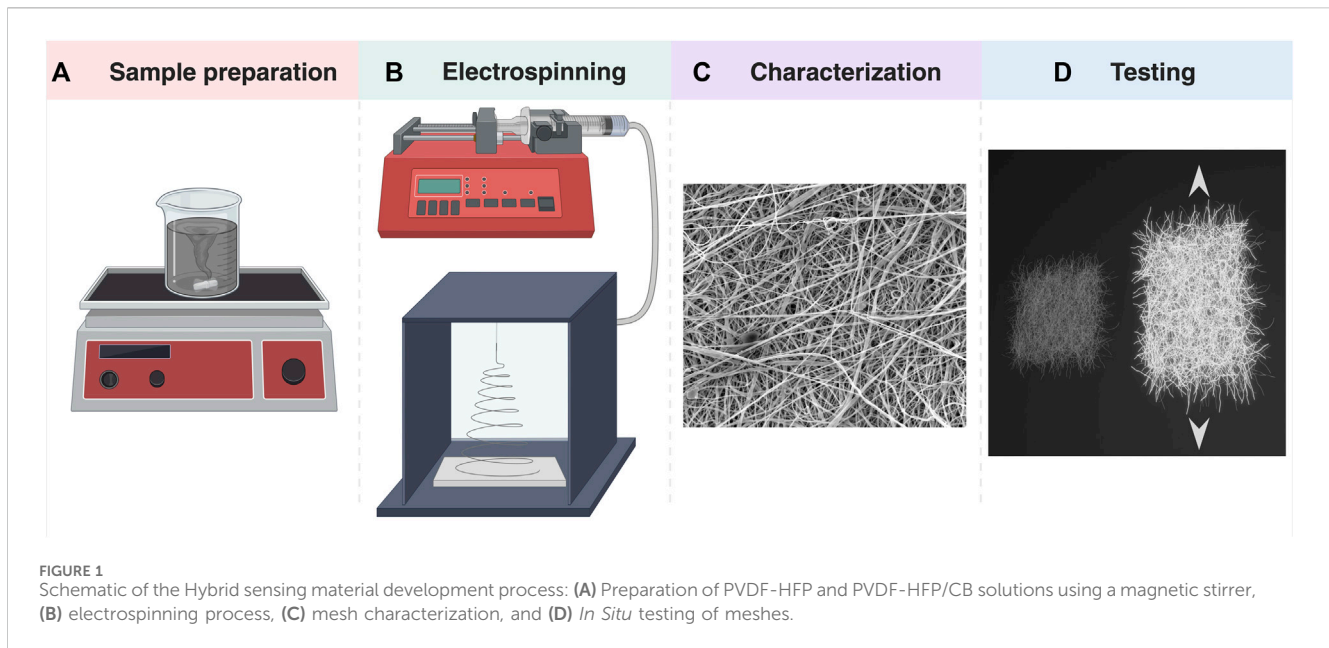 A Sample preparation B Electrospinning C Characterization D Testing
FIGURE 1
Schematic of the Hybrid sensing material development process: (A) Preparation of PVDF-HFP and PVDF-HFP/CB solutions using a magnetic stirrer,
(B) electrospinning process, (C) mesh characterization, and (D) In Situ testing of meshes.